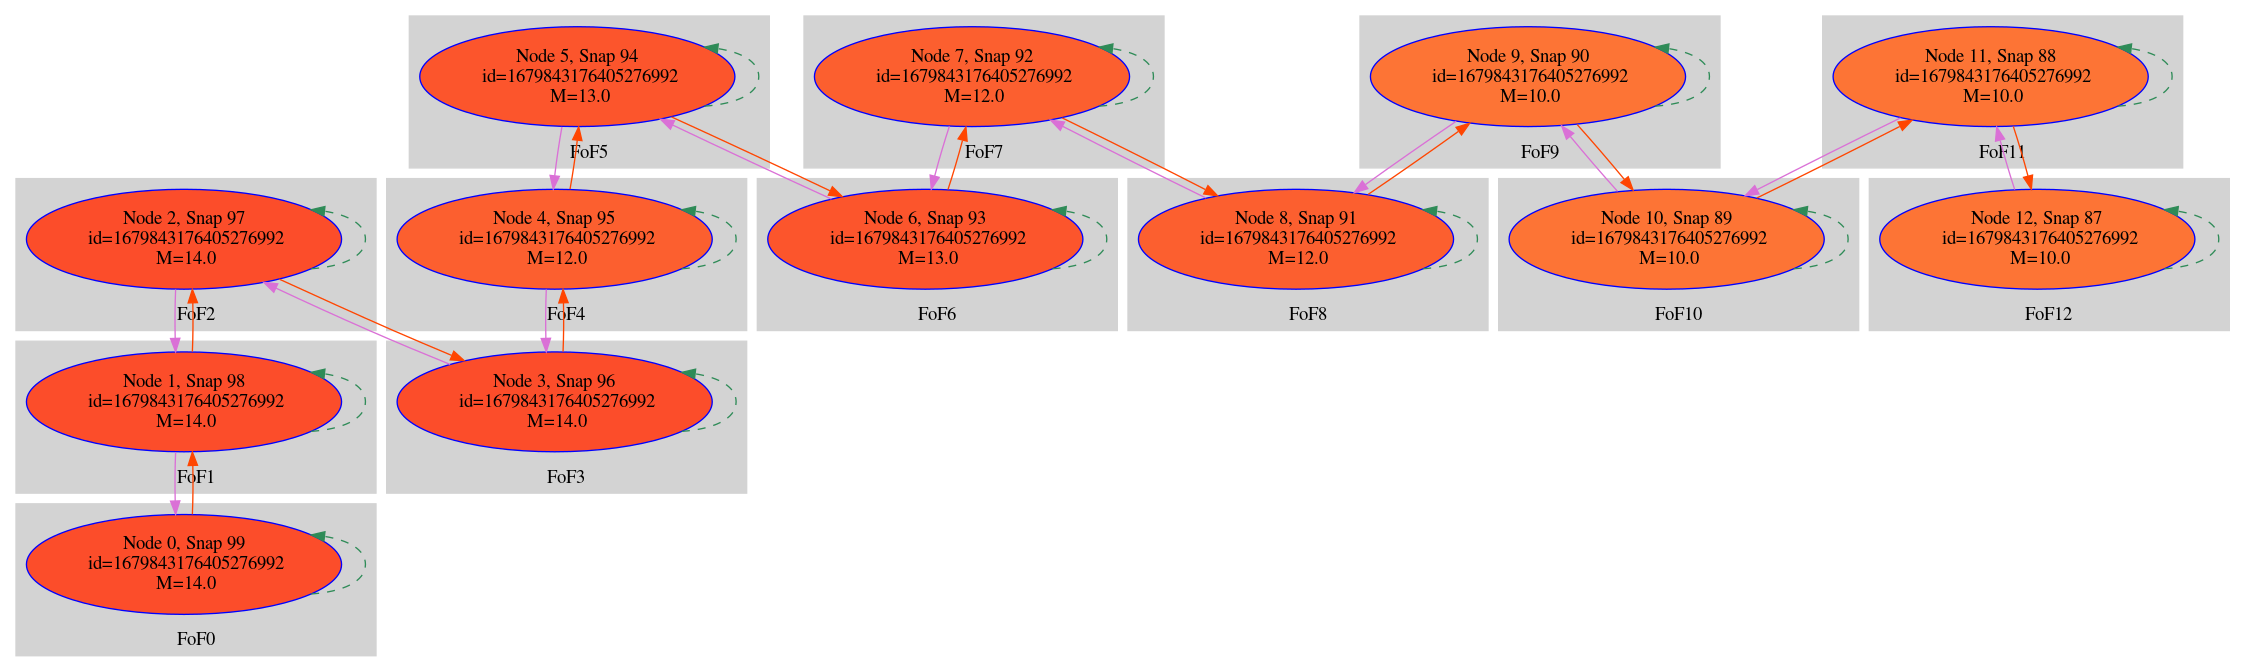 Node 5, Snap 94
id=1679843176405276992
M=13.0
FoF5
Node 7, Snap 92
id=1679843176405276992
M=12.0
FoF7
Node 9, Snap 90
id=1679843176405276992
M=10.0
FoF9
Node 11, Snap 88
id=1679843176405276992
M=10.0
FoF11
Node 2, Snap 97
id=1679843176405276992
M=14.0
FoF2
Node 4, Snap 95
id=1679843176405276992
M=12.0
FoF4
Node 6, Snap 93
id=1679843176405276992
M=13.0
FoF6
Node 8, Snap 91
id=1679843176405276992
M=12.0
FoF8
Node 10, Snap 89
id=1679843176405276992
M=10.0
FoF10
Node 12, Snap 87
id=1679843176405276992
M=10.0
FoF12
Node 1, Snap 98
id=1679843176405276992
M=14.0
FoF1
Node 3, Snap 96
id=1679843176405276992
M=14.0
FoF3
Node 0, Snap 99
id=1679843176405276992
M=14.0
FoF0